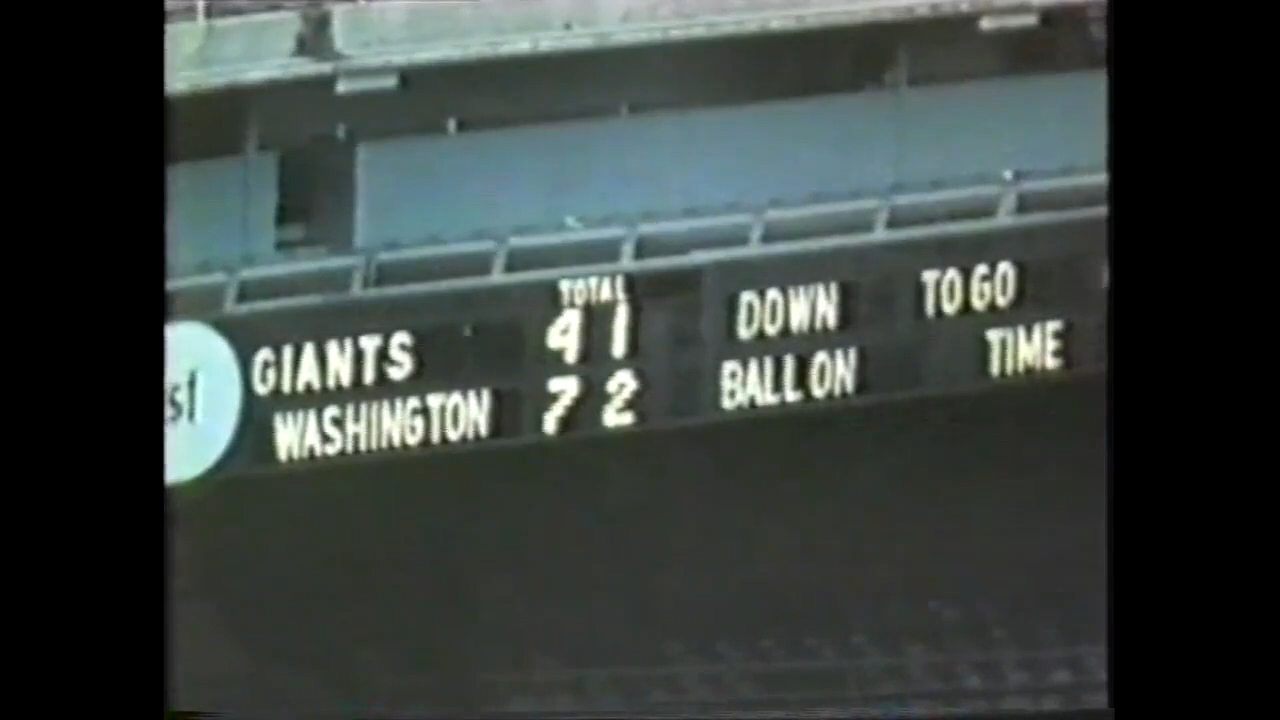 TOTAL
GIANTS 41
WASHINGTON 72
DOWN TO GO
BALL ON TIME